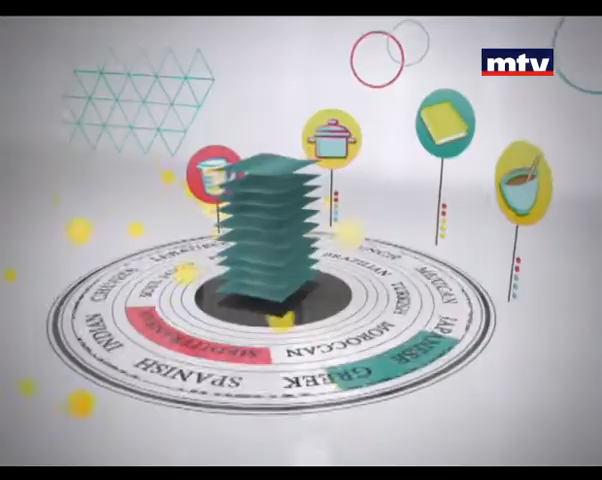 mtv
MEXICAN
BRAZILIAN
TURKISH
CHINESE
INDIAN
JAPANESE
MOROCCAN
MEDITERRANEAN
GREEK
SPANISH